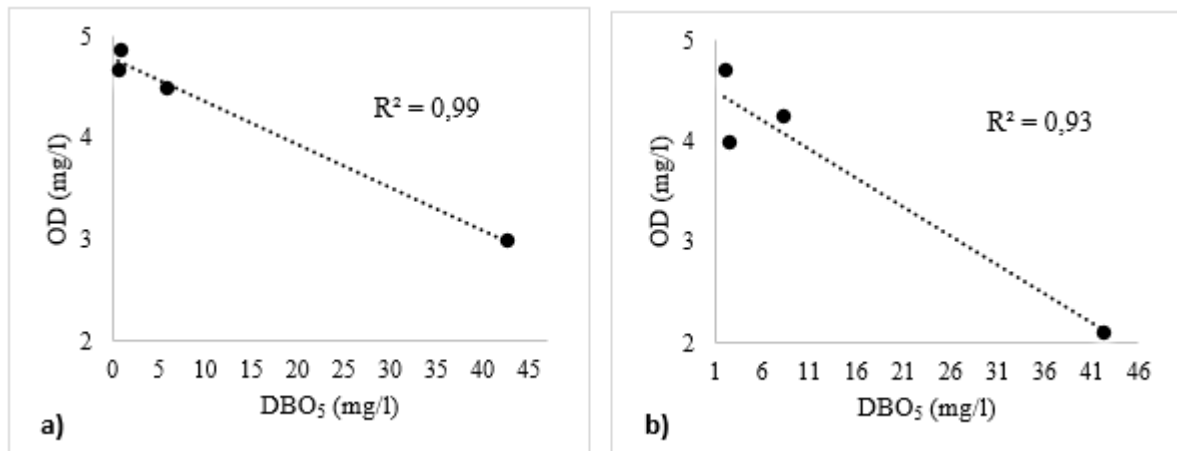 5
4
3
2
OD (mg/l)
R² = 0,99
0 5 10 15 20 25 30 35 40 45
DBO₅ (mg/l)
a)
5
4
3
2
OD (mg/l)
R² = 0,93
1 6 11 16 21 26 31 36 41 46
DBO₅ (mg/l)
b)